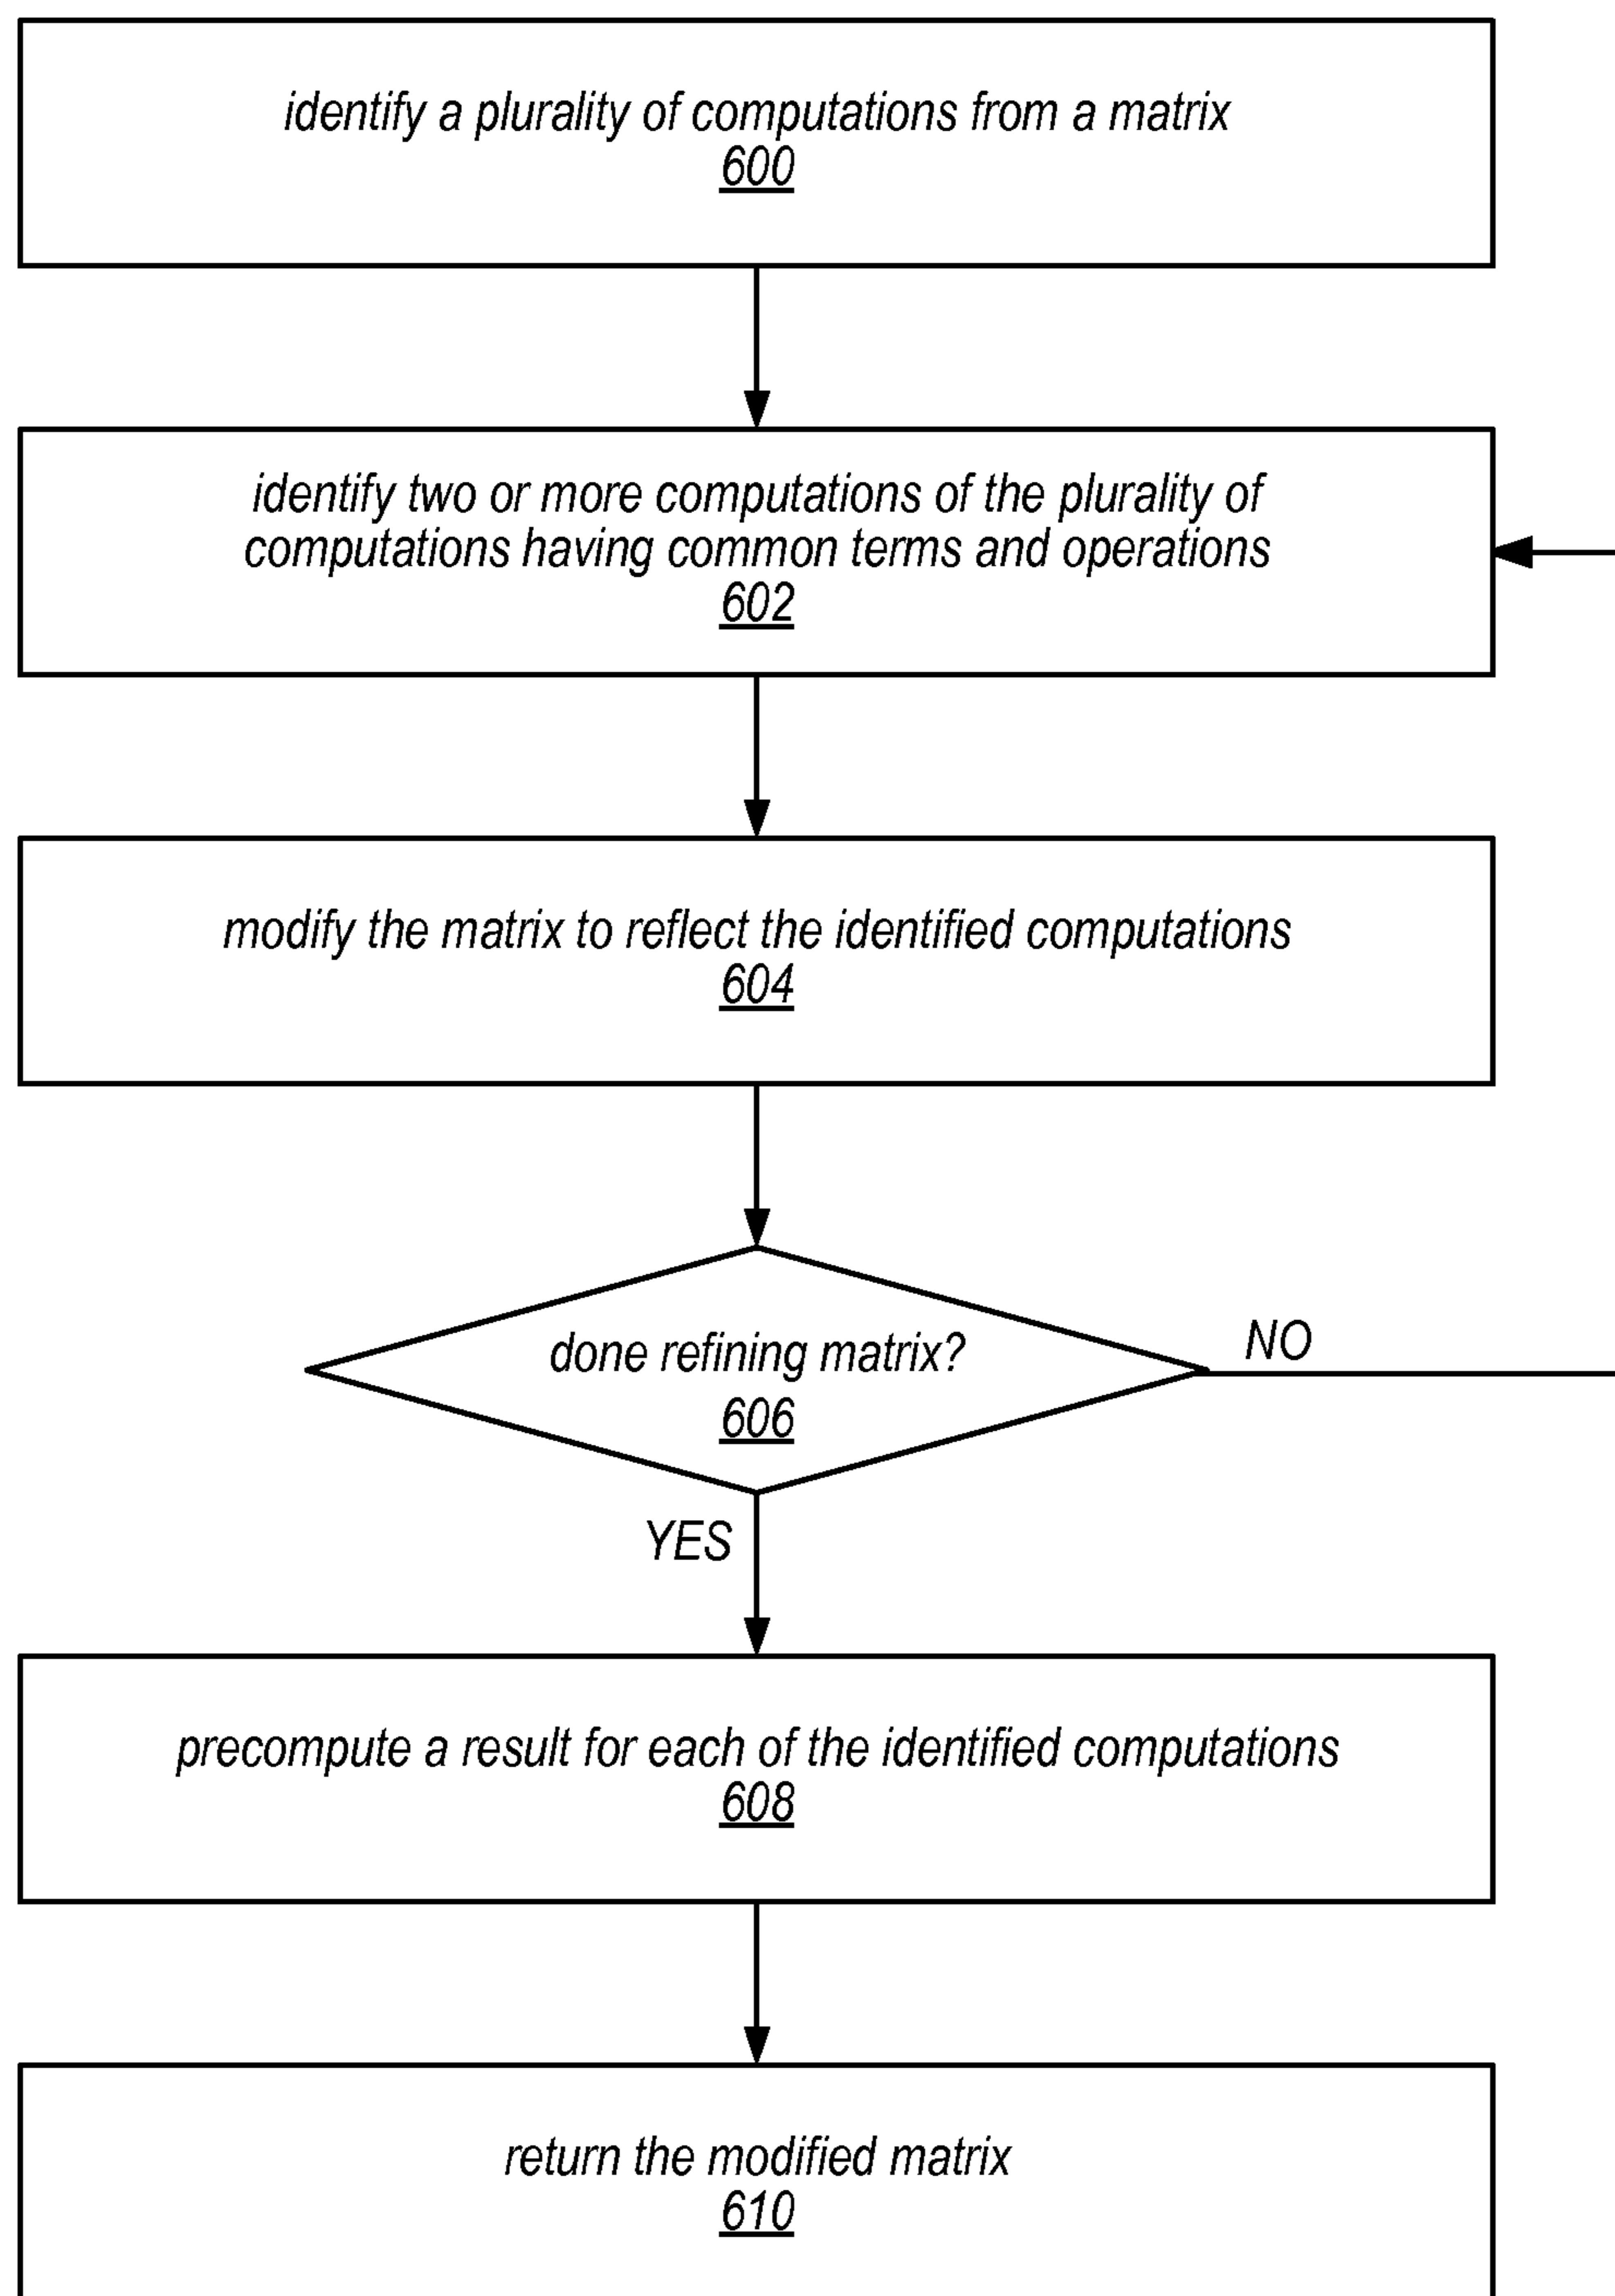 identify a plurality of computations from a matrix
600
identify two or more computations of the plurality of
computations having common terms and operations
602
modify the matrix to reflect the identified computations
604
done refining matrix?
606
NO
YES
precompute a result for each of the identified computations
608
return the modified matrix
610